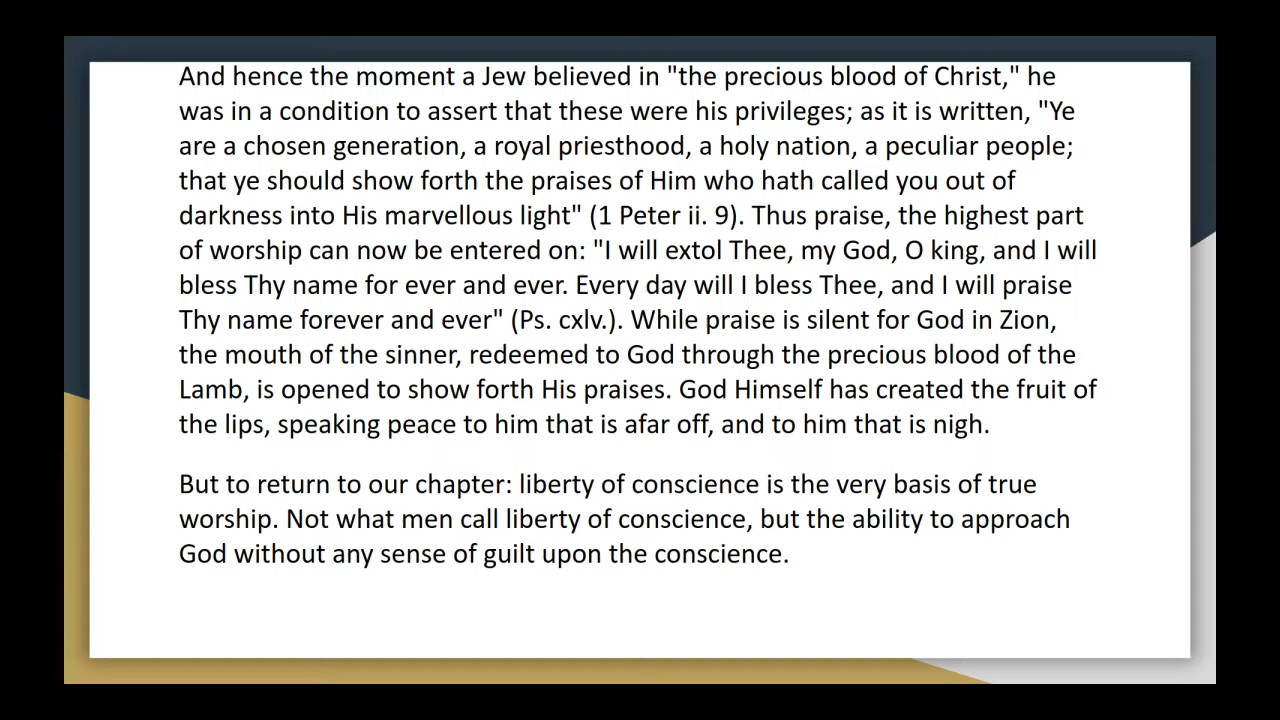 And hence the moment a Jew believed in "the precious blood of Christ," he
was in a condition to assert that these were his privileges; as it is written, "Ye
are a chosen generation, a royal priesthood, a holy nation, a peculiar people;
that ye should show forth the praises of Him who hath called you out of
darkness into His marvellous light" (1 Peter ii. 9). Thus praise, the highest part
of worship can now be entered on: "I will extol Thee, my God, O king, and I will
bless Thy name for ever and ever. Every day will I bless Thee, and I will praise
Thy name forever and ever" (Ps. cxlv.). While praise is silent for God in Zion,
the mouth of the sinner, redeemed to God through the precious blood of the
Lamb, is opened to show forth His praises. God Himself has created the fruit of
the lips, speaking peace to him that is afar off, and to him that is nigh.
But to return to our chapter: liberty of conscience is the very basis of true
worship. Not what men call liberty of conscience, but the ability to approach
God without any sense of guilt upon the conscience.